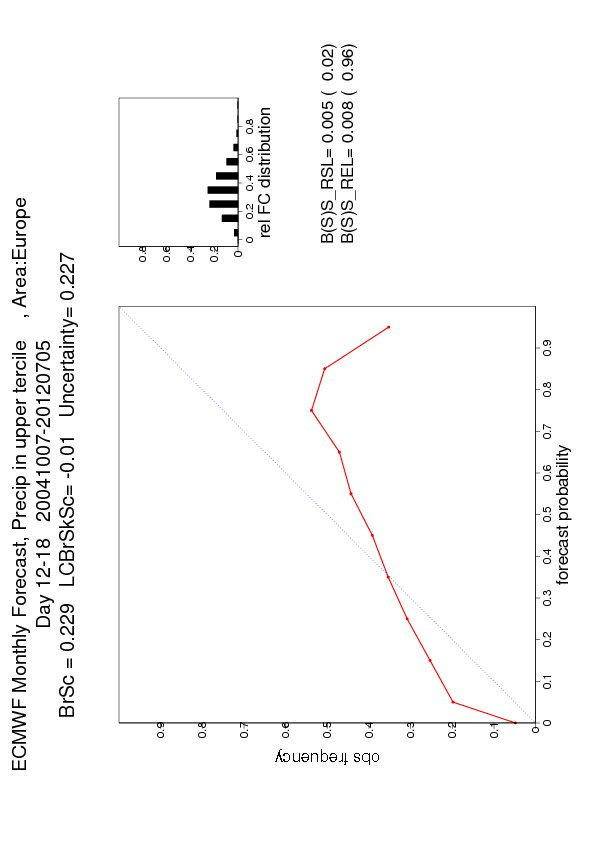 ECMWF Monthly Forecast, Precip in upper tercile , Area:Europe
Day 12-18 20041007-20120705
BrSc = 0.229 LCBrSkSc= -0.01 Uncertainty= 0.227
obs frequency
0.9
0.8
0.7
0.6
0.5
0.4
0.3
0.2
0.1
0
0 0.1 0.2 0.3 0.4 0.5 0.6 0.7 0.8 0.9
forecast probability
0.8
0.6
0.4
0.2
0
0 0.2 0.4 0.6 0.8
rel FC distribution
B(S)S_RSL= 0.005 ( 0.02)
B(S)S_REL= 0.008 ( 0.96)